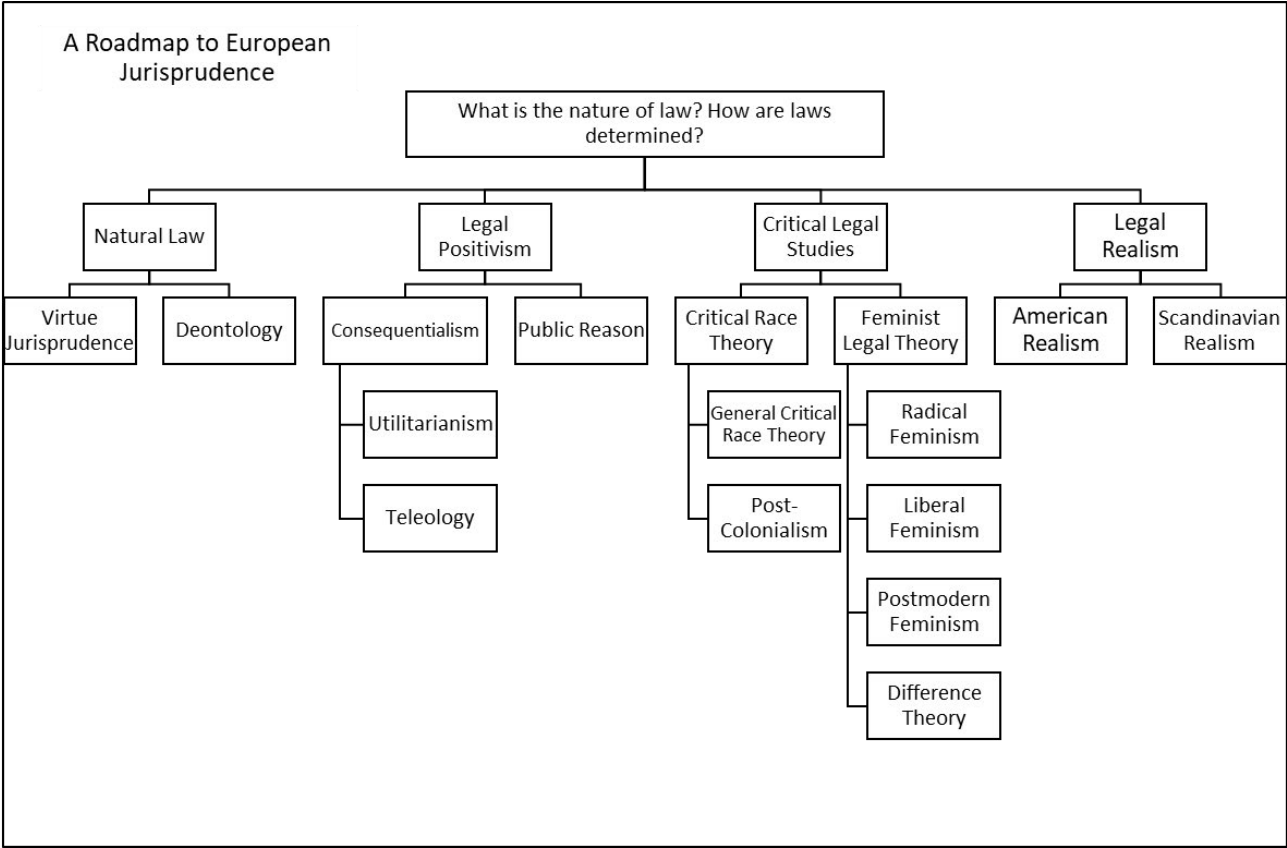 A Roadmap to European
Jurisprudence
What is the nature of law? How are laws
determined?
Natural Law
Legal
Positivism
Critical Legal
Studies
Legal
Realism
Virtue
Jurisprudence
Deontology
Consequentialism
Public Reason
Critical Race
Theory
Feminist
Legal Theory
American
Realism
Scandinavian
Realism
Utilitarianism
Teleology
General Critical
Race Theory
Post-
Colonialism
Radical
Feminism
Liberal
Feminism
Postmodern
Feminism
Difference
Theory